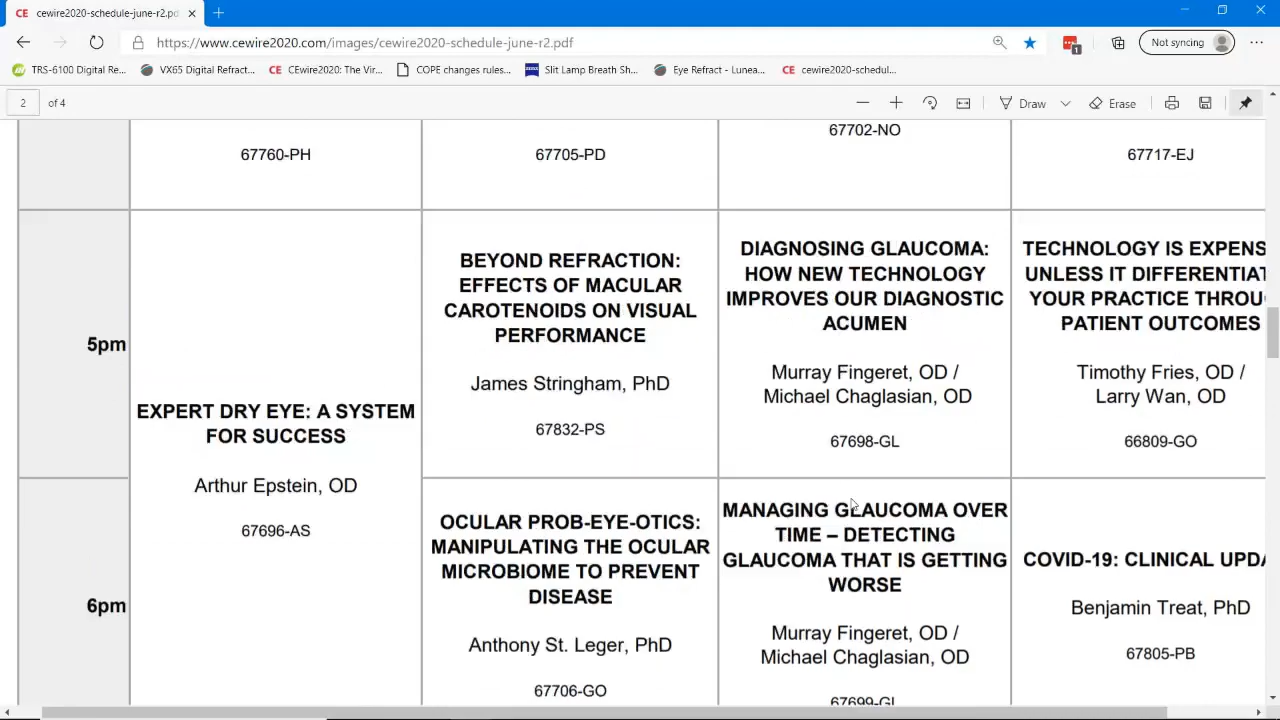 CE cewire2020-schedule-june-r2.pd
https://www.cewire2020.com/images/cewire2020-schedule-june-r2.pdf
1
Not syncing
TRS-6100 Digital Re...
VX65 Digital Refract...
CE CEwire2020: The Vir...
COPE changes rules...
Slit Lamp Breath Sh...
Eye Refract - Lunea...
CE cewire2020-schedul...
2 of 4
Draw
Erase
67760-PH
67705-PD
67702-NO
67717-EJ
5pm
EXPERT DRY EYE: A SYSTEM
FOR SUCCESS
Arthur Epstein, OD
67696-AS
BEYOND REFRACTION:
EFFECTS OF MACULAR
CAROTENOIDS ON VISUAL
PERFORMANCE
James Stringham, PhD
67832-PS
DIAGNOSING GLAUCOMA:
HOW NEW TECHNOLOGY
IMPROVES OUR DIAGNOSTIC
ACUMEN
Murray Fingeret, OD /
Michael Chaglasian, OD
67698-GL
TECHNOLOGY IS EXPENS
UNLESS IT DIFFERENTIAT
YOUR PRACTICE THROU
PATIENT OUTCOMES
Timothy Fries, OD /
Larry Wan, OD
66809-GO
6pm
OCULAR PROB-EYE-OTICS:
MANIPULATING THE OCULAR
MICROBIOME TO PREVENT
DISEASE
Anthony St. Leger, PhD
67706-GO
MANAGING GLAUCOMA OVER
TIME – DETECTING
GLAUCOMA THAT IS GETTING
WORSE
Murray Fingeret, OD /
Michael Chaglasian, OD
67699-GL
COVID-19: CLINICAL UPDA
Benjamin Treat, PhD
67805-PB